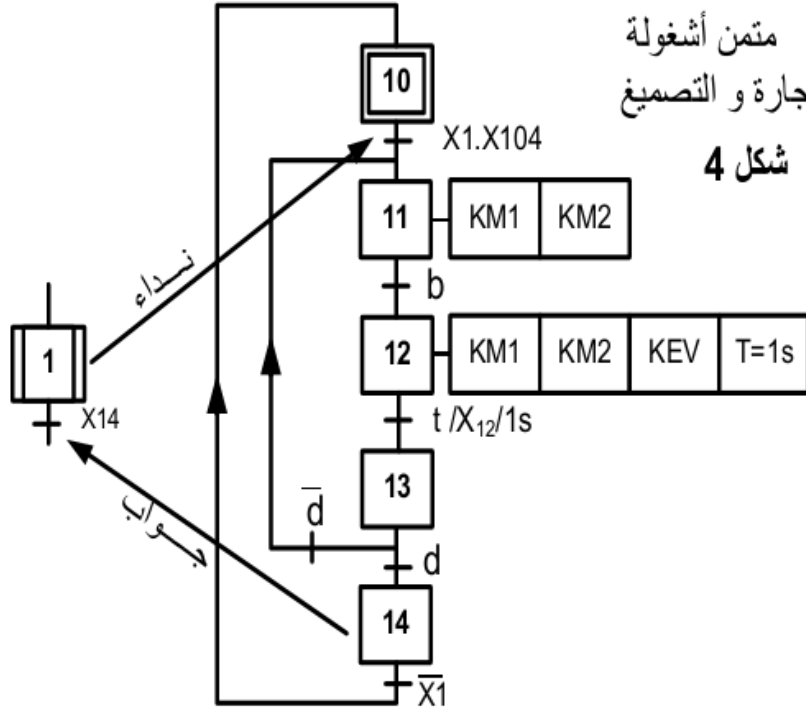 متمن أشغولة
جارة و التصميغ
شكل 4
10
X1.X104
11 KM1 KM2
نداء
b
1
12 KM1 KM2 KEV T=1s
X14
t /X₁₂/1s
13
جواب
d̅
d
14
X̅1̅